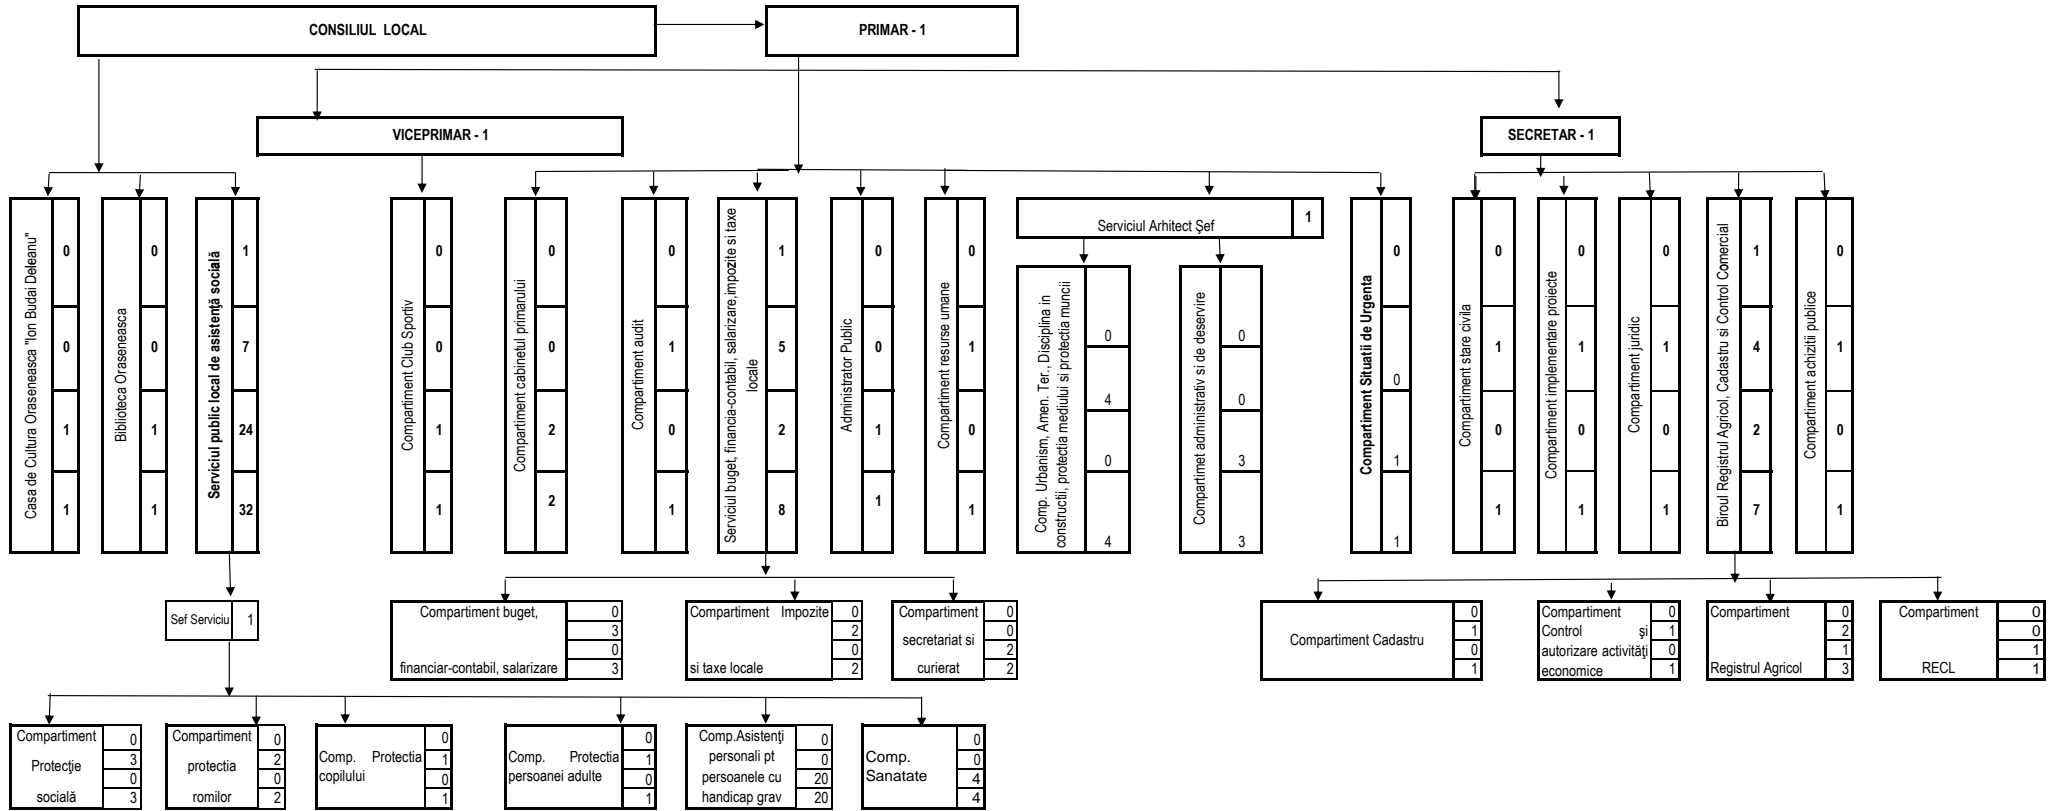 CONSILIUL LOCAL
PRIMAR - 1
VICEPRIMAR - 1
SECRETAR - 1
Casa de Cultura Oraseneasca "Ion Budai Deleanu"
0
0
1
1
Biblioteca Oraseneasca
0
0
1
1
Serviciul public local de asistenţă socială
1
7
24
32
Compartiment Club Sportiv
0
0
1
1
Compartiment cabinetul primarului
0
0
2
2
Compartiment audit
0
1
0
1
Serviciul buget, financia-contabil, salarizare,impozite si taxe
locale
1
5
2
8
Administrator Public
0
0
1
1
Compartiment resurse umane
0
1
0
1
Serviciul Arhitect Şef
1
Comp. Urbanism, Amen. Ter., Disciplina in
constructii, protectia mediului si protectia muncii
0
4
0
4
Compartimet administrativ si de deservire
0
0
3
3
Compartiment Situatii de Urgenta
0
0
1
1
Compartiment stare civila
0
1
0
1
Compartiment implementare proiecte
0
1
0
1
Compartiment juridic
0
1
0
1
Biroul Registrul Agricol, Cadastru si Control Comercial
1
4
2
7
Compartiment achizitii publice
0
1
0
1
Sef Serviciu
1
Compartiment buget,
financiar-contabil, salarizare
0
3
0
3
Compartiment Impozite
si taxe locale
0
2
0
2
Compartiment
secretariat si
curierat
0
0
2
2
Compartiment Cadastru
0
1
0
1
Compartiment
Control şi
autorizare activităţi
economice
0
1
0
1
Compartiment
Registrul Agricol
0
2
1
3
Compartiment
RECL
0
0
1
1
Compartiment
Protecţie
socială
0
3
0
3
Compartiment
protectia
romilor
0
2
0
2
Comp. Protectia
copilului
0
1
0
1
Comp. Protectia
persoanei adulte
0
1
0
1
Comp.Asistenţi
personali pt
persoanele cu
handicap grav
0
0
20
20
Comp.
Sanatate
0
0
4
4